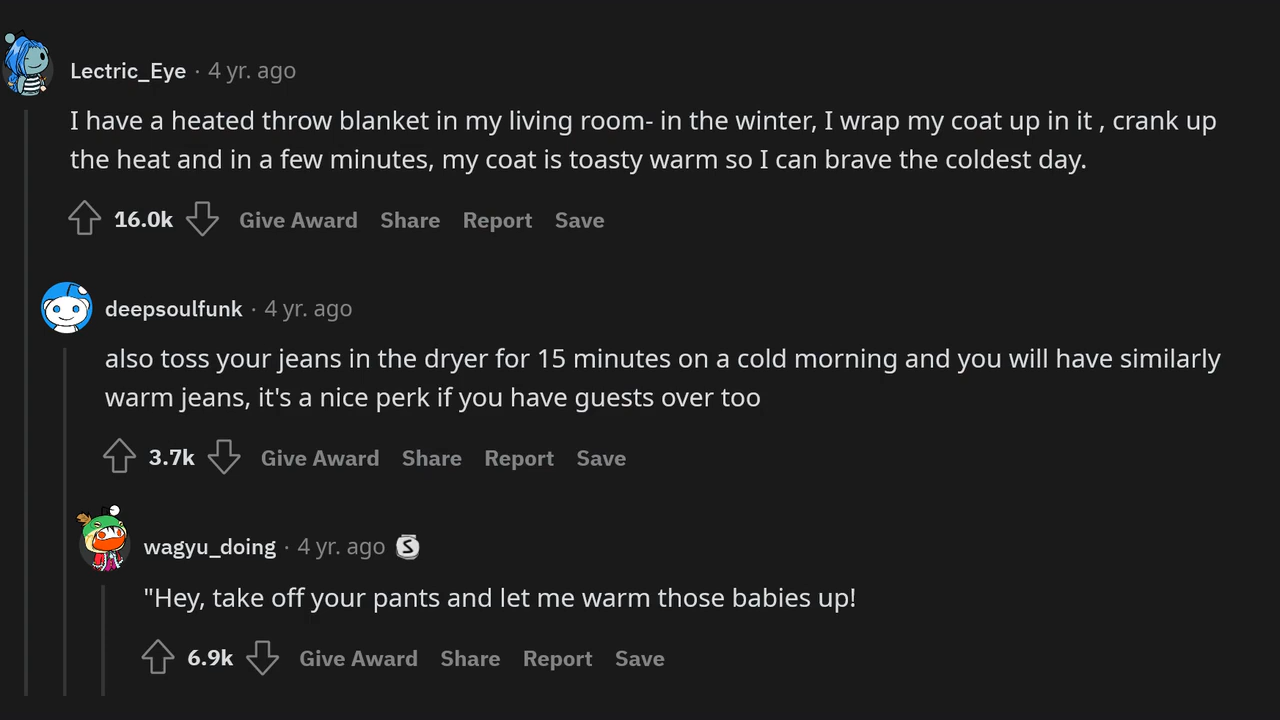 Lectric_Eye · 4 yr. ago
I have a heated throw blanket in my living room- in the winter, I wrap my coat up in it , crank up
the heat and in a few minutes, my coat is toasty warm so I can brave the coldest day.
16.0k Give Award Share Report Save
deepsoulfunk · 4 yr. ago
also toss your jeans in the dryer for 15 minutes on a cold morning and you will have similarly
warm jeans, it's a nice perk if you have guests over too
3.7k Give Award Share Report Save
wagyu_doing · 4 yr. ago S
"Hey, take off your pants and let me warm those babies up!
6.9k Give Award Share Report Save